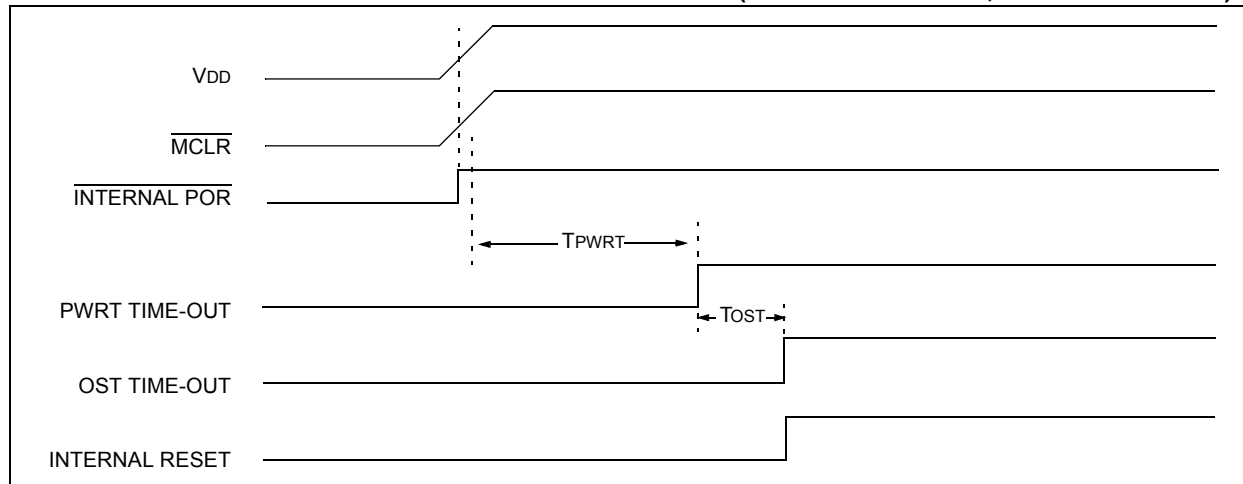 VDD
MCLR
INTERNAL POR
TPWRT
PWRT TIME-OUT
TOST
OST TIME-OUT
INTERNAL RESET